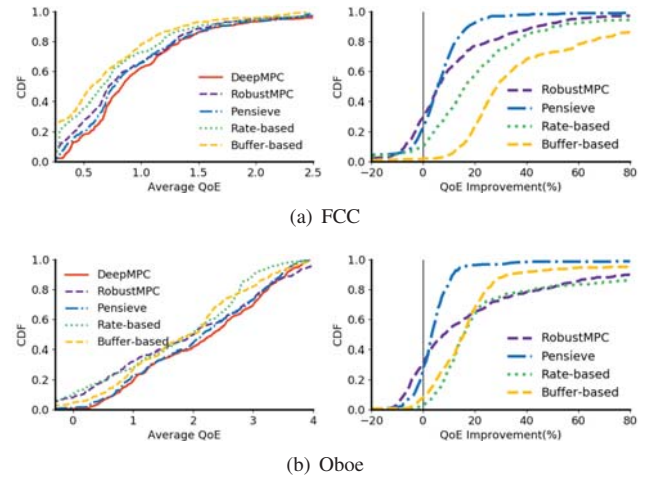 1.0
0.8
0.6
0.4
0.2
0.0
CDF
DeepMPC
RobustMPC
Pensieve
Rate-based
Buffer-based
0.5 1.0 1.5 2.0 2.5
Average QoE
1.0
0.8
0.6
0.4
0.2
0.0
CDF
RobustMPC
Pensieve
Rate-based
Buffer-based
−20 0 20 40 60 80
QoE Improvement(%)
(a) FCC
1.0
0.8
0.6
0.4
0.2
0.0
CDF
DeepMPC
RobustMPC
Pensieve
Rate-based
Buffer-based
0 1 2 3 4
Average QoE
1.0
0.8
0.6
0.4
0.2
0.0
CDF
RobustMPC
Pensieve
Rate-based
Buffer-based
−20 0 20 40 60 80
QoE Improvement(%)
(b) Oboe